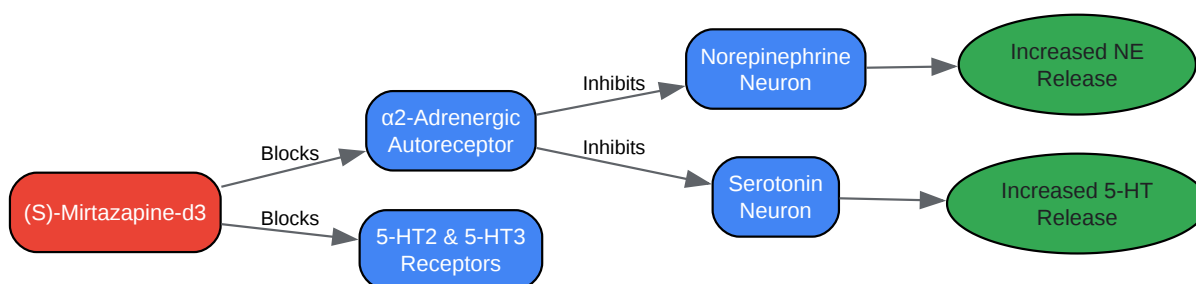 (S)-Mirtazapine-d3
Blocks
Blocks
α2-Adrenergic
Autoreceptor
5-HT2 & 5-HT3
Receptors
Inhibits
Inhibits
Norepinephrine
Neuron
Serotonin
Neuron
Increased NE
Release
Increased 5-HT
Release